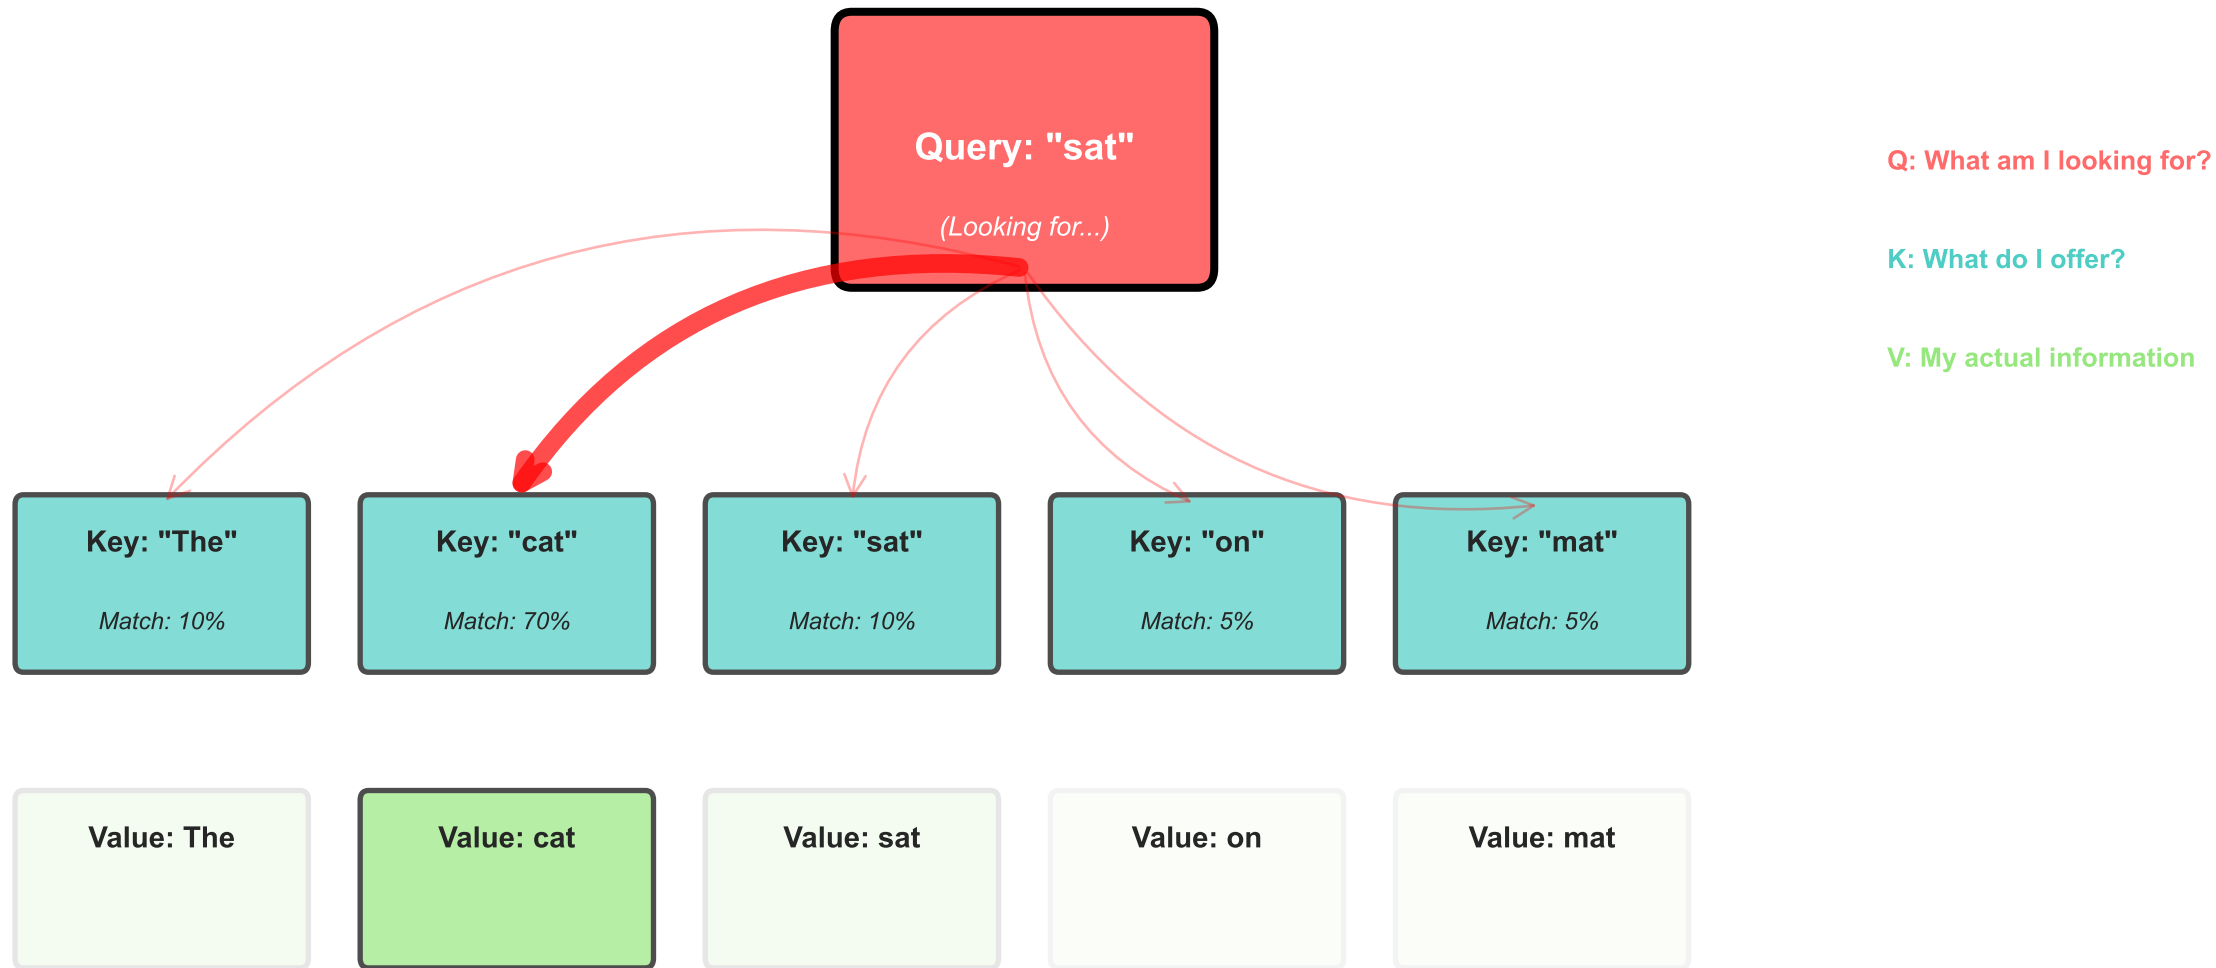 Query: "sat"
(Looking for...)
Q: What am I looking for?
K: What do I offer?
V: My actual information
Key: "The"
Match: 10%
Key: "cat"
Match: 70%
Key: "sat"
Match: 10%
Key: "on"
Match: 5%
Key: "mat"
Match: 5%
Value: The
Value: cat
Value: sat
Value: on
Value: mat